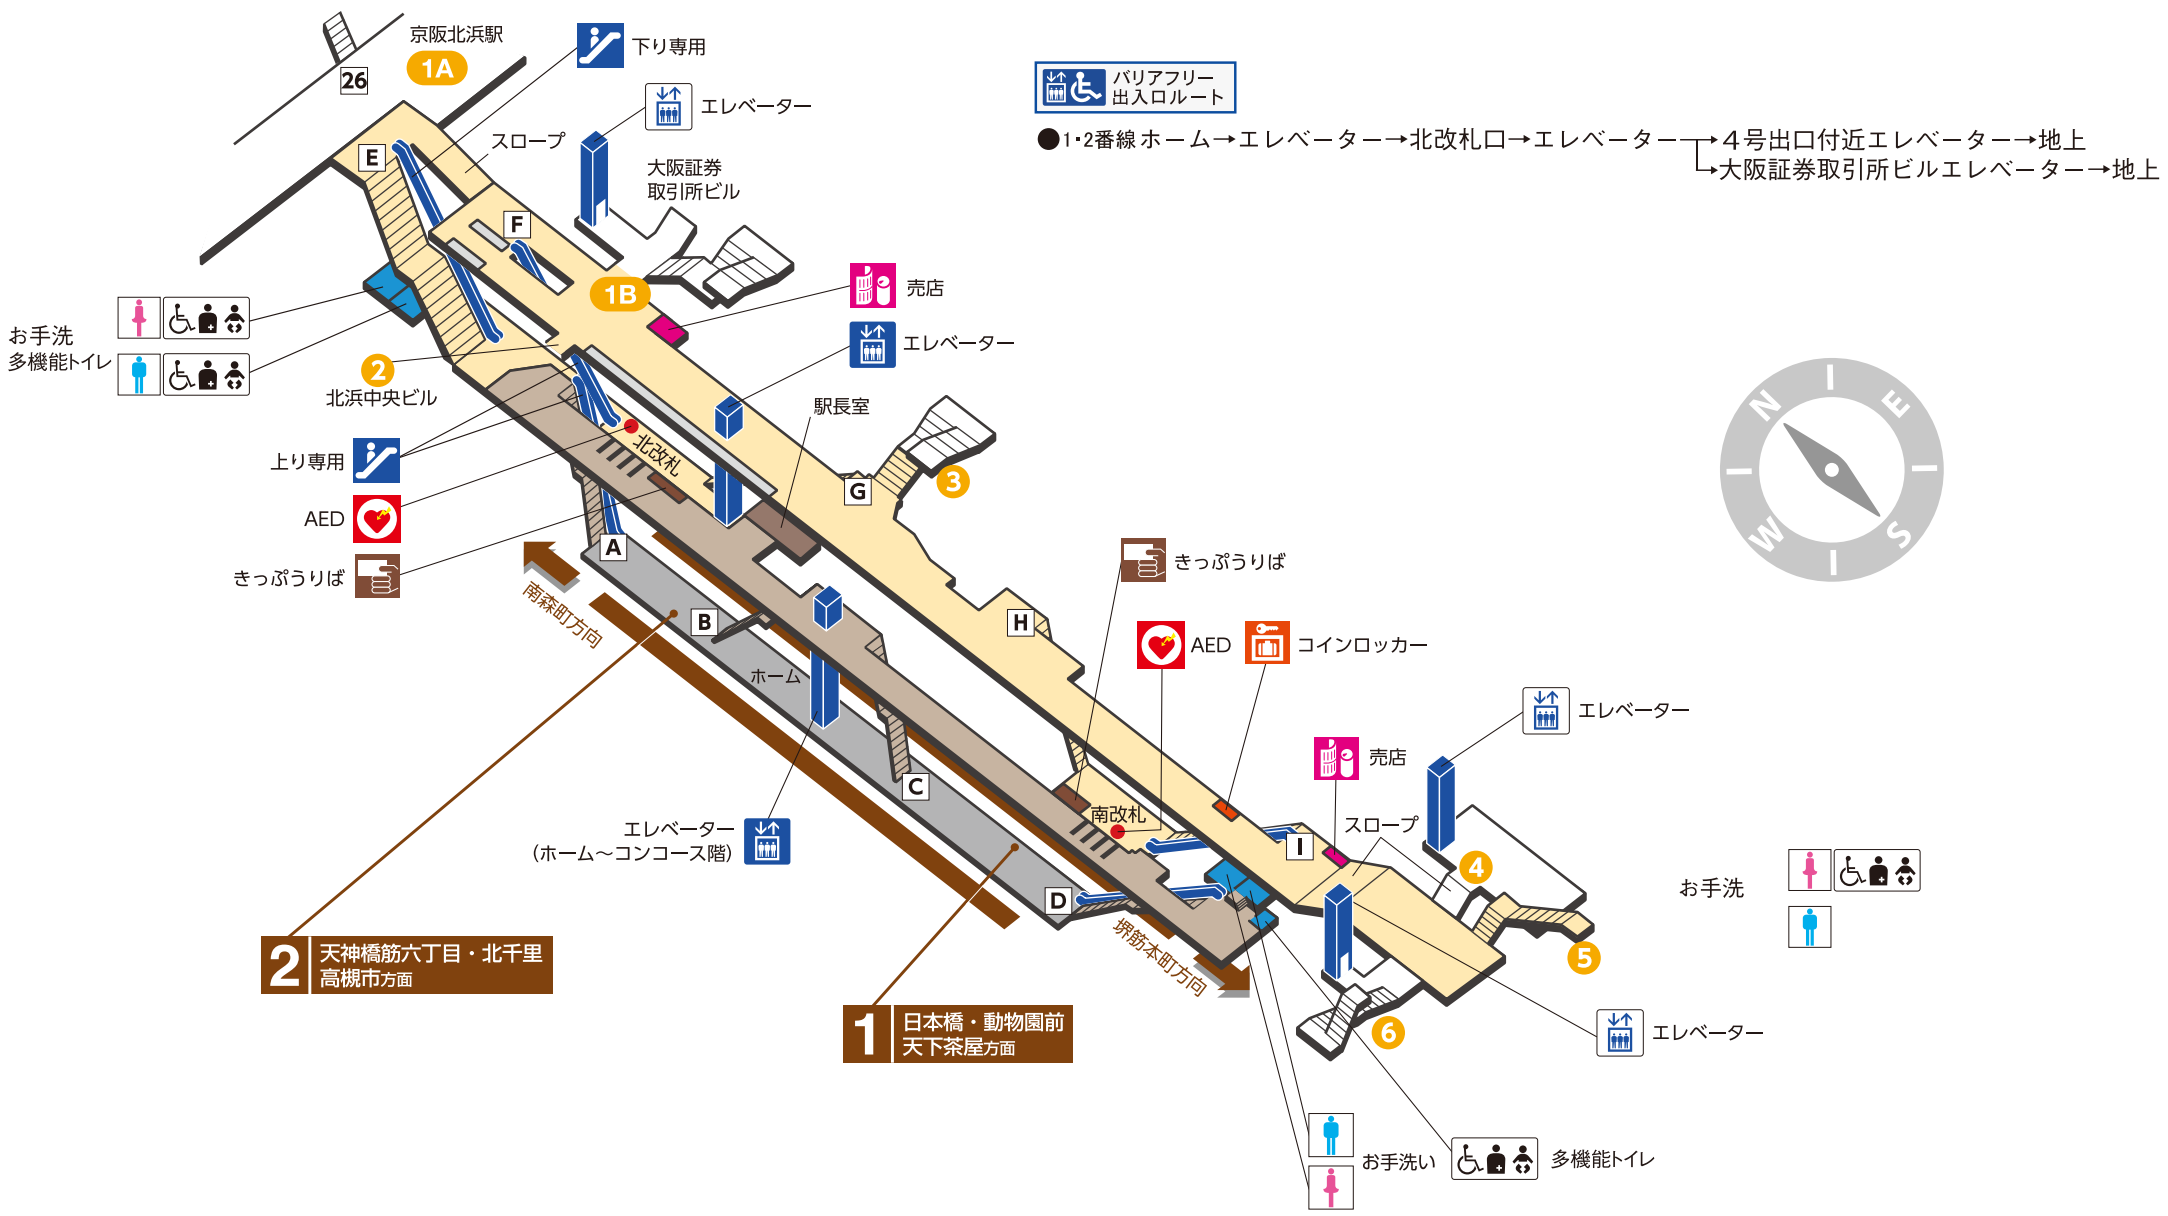 京阪北浜駅
1A
26
下り専用
エレベーター
スロープ
大阪証券
取引所ビル
バリアフリー
出入口ルート
●1・2番線 ホーム→エレベーター→北改札口→エレベーター→4号出口付近エレベーター→地上
→大阪証券取引所ビルエレベーター→地上
E
F
1B
売店
エレベーター
お手洗
多機能トイレ
2
北浜中央ビル
駅長室
上り専用
AED
きっぷうりば
北改札
G
3
N
E
S
W
A
南森町方向
B
ホーム
H
きっぷうりば
AED
コインロッカー
C
エレベーター
(ホーム～コンコース階)
南改札
売店
エレベーター
I
スロープ
4
お手洗
D
堺筋本町方向
5
2
天神橋筋六丁目・北千里
高槻市方面
1
日本橋・動物園前
天下茶屋方面
6
エレベーター
お手洗い
多機能トイレ